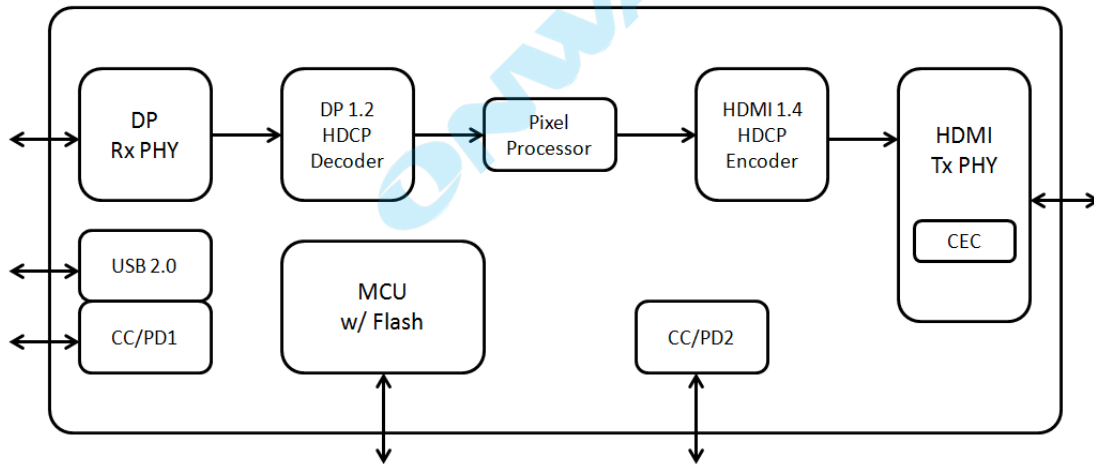 DP
Rx PHY
DP 1.2
HDCP
Decoder
Pixel
Processor
HDMI 1.4
HDCP
Encoder
HDMI
Tx PHY
CEC
USB 2.0
CC/PD1
MCU
w/ Flash
CC/PD2